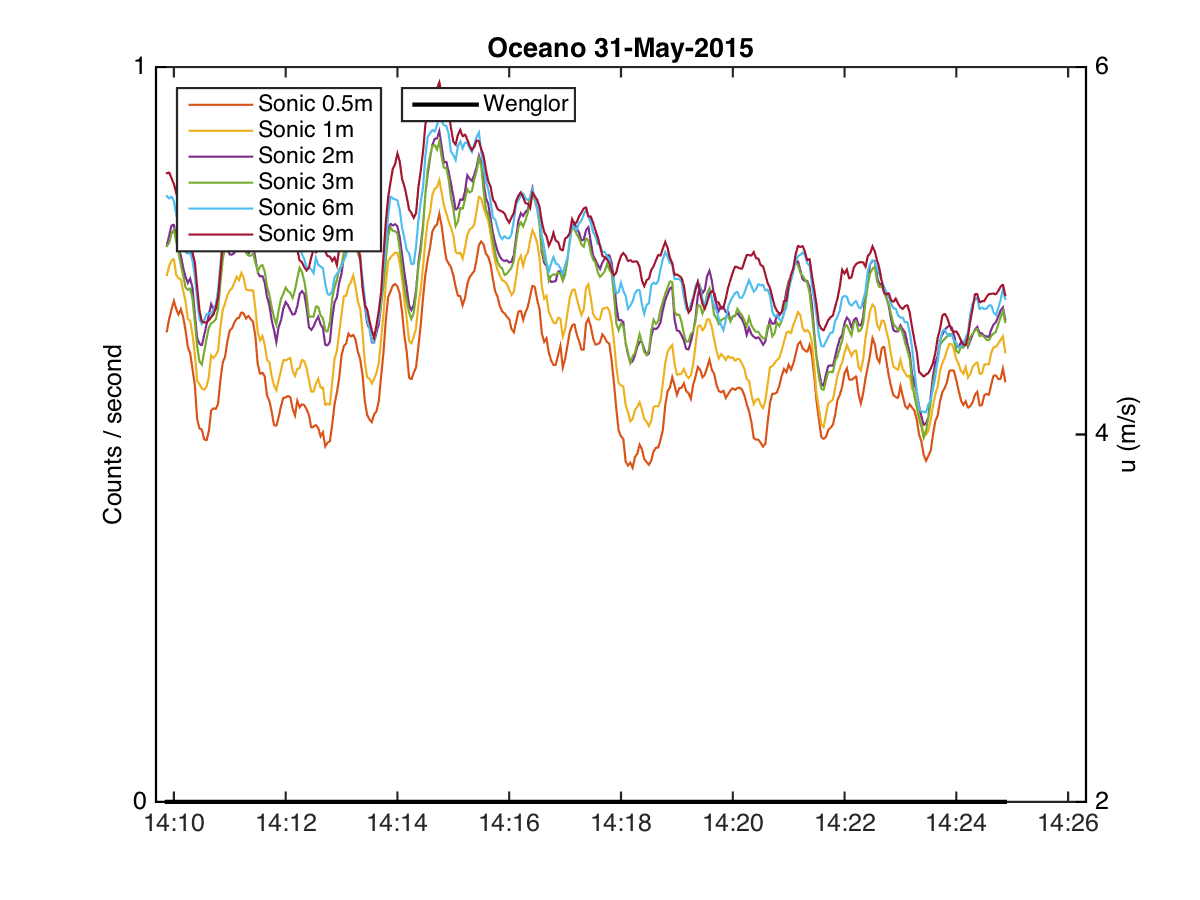 Oceano 31-May-2015
1
6
Sonic 0.5m
Wenglor
Sonic 1m
Sonic 2m
Sonic 3m
Sonic 6m
Sonic 9m
Counts / second
4
u (m/s)
0
2
14:10 14:12 14:14 14:16 14:18 14:20 14:22 14:24 14:26